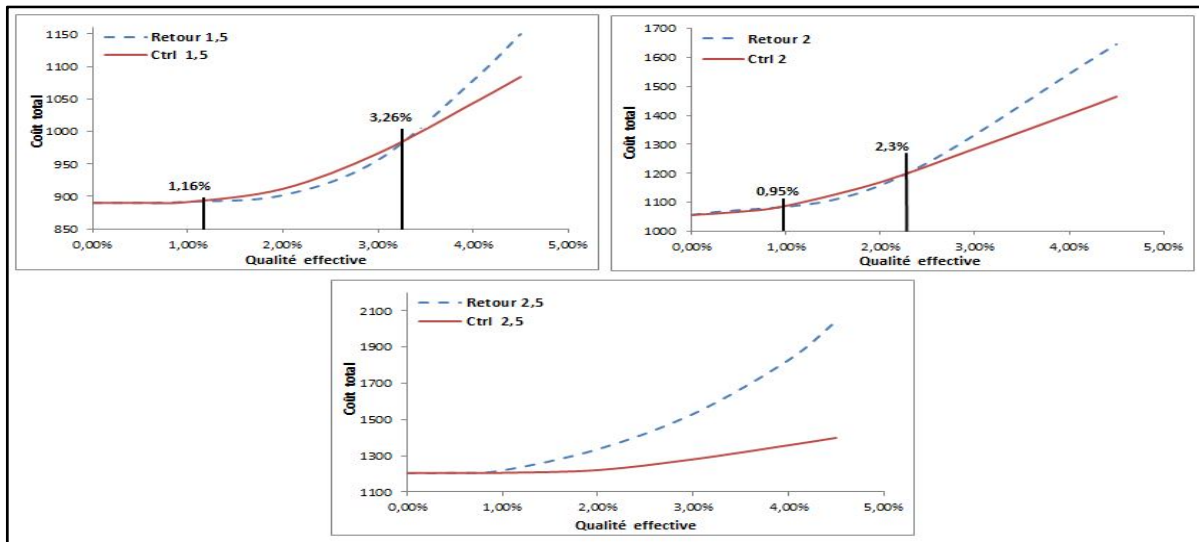 Retour 1,5
Ctrl 1,5
1150
1100
1050
1000
950
900
850
Coût total
1,16%
3,26%
0,00% 1,00% 2,00% 3,00% 4,00% 5,00%
Qualité effective
Retour 2
Ctrl 2
1700
1600
1500
1400
1300
1200
1100
1000
Coût total
0,95%
2,3%
0,00% 1,00% 2,00% 3,00% 4,00% 5,00%
Qualité effective
Retour 2,5
Ctrl 2,5
2100
1900
1700
1500
1300
1100
Coût total
0,00% 1,00% 2,00% 3,00% 4,00% 5,00%
Qualité effective